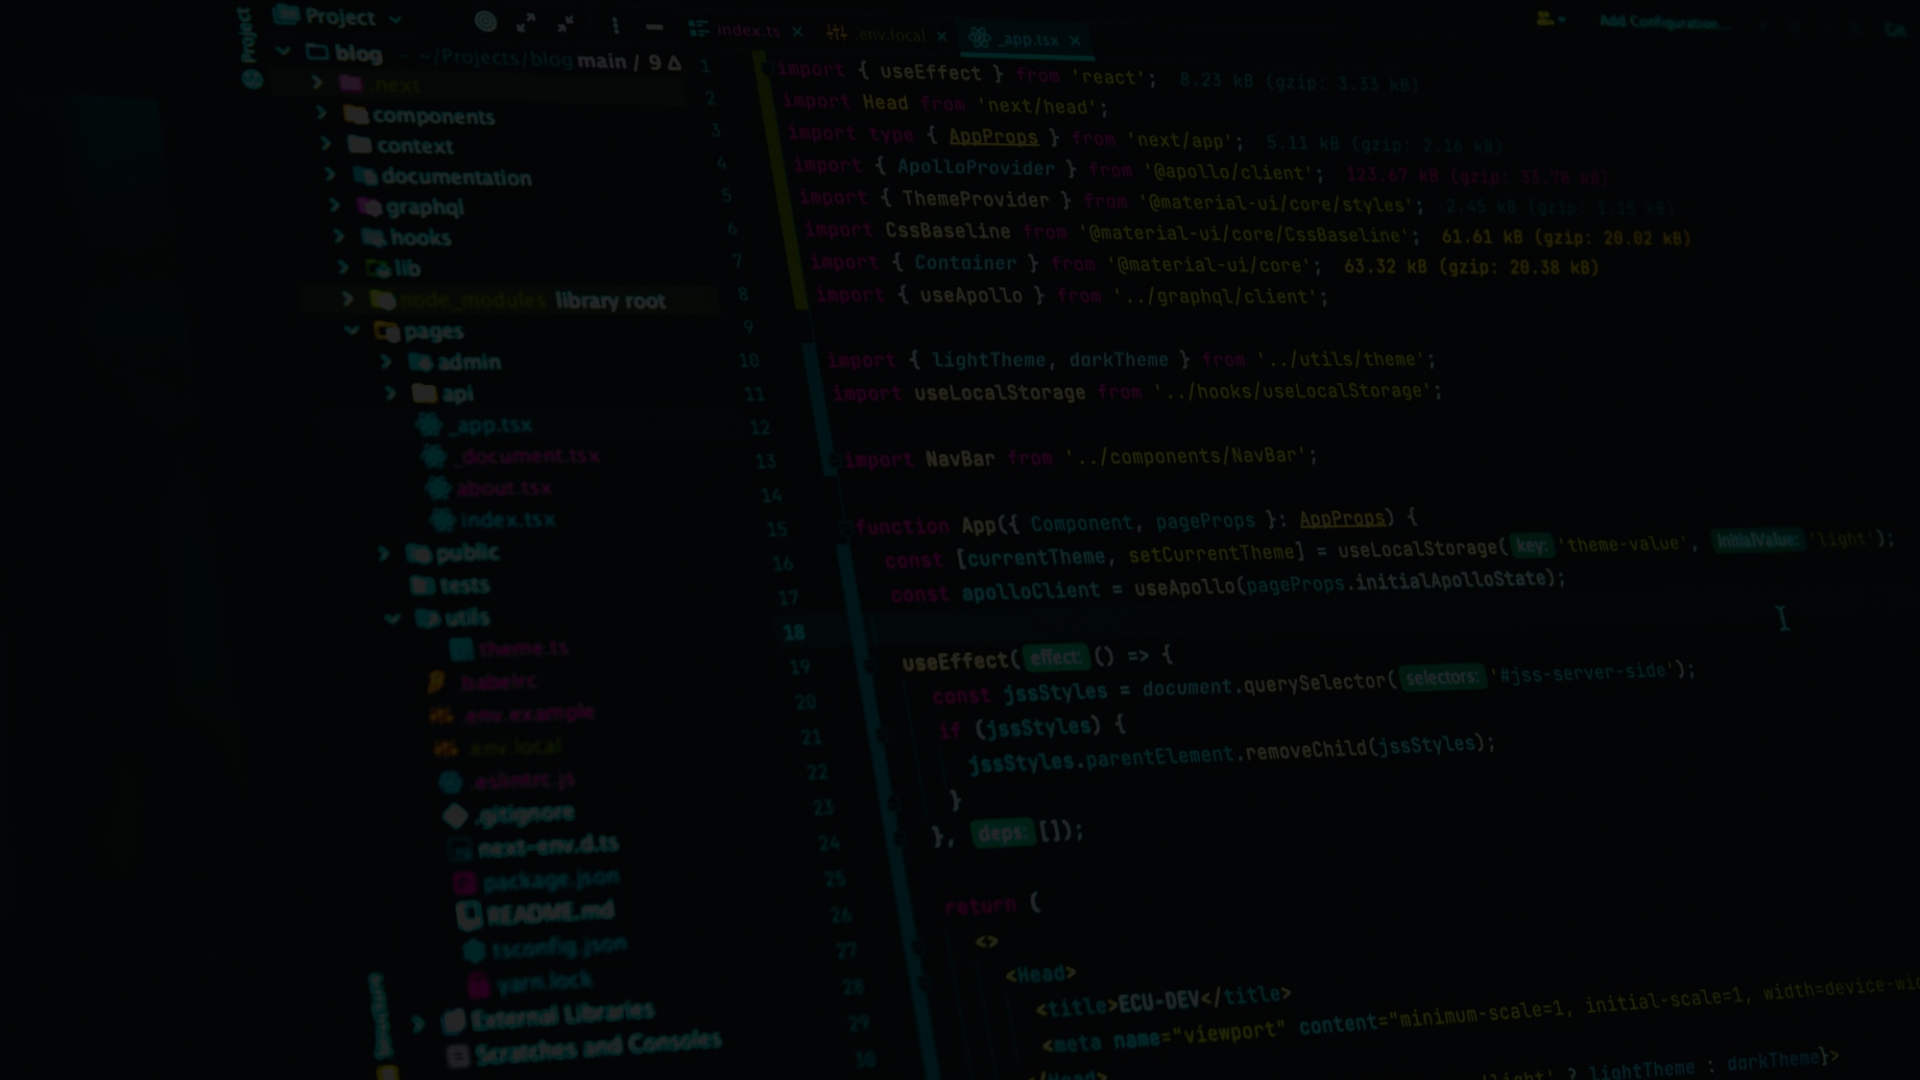 Project
Project
blog ~/Projects/blog main / 9 Δ
.next
components
context
documentation
graphql
hooks
lib
node_modules library root
pages
admin
api
_app.tsx
_document.tsx
about.tsx
index.tsx
public
tests
utils
theme.ts
.babelrc
.env.example
.env.local
.eslintrc.js
.gitignore
next-env.d.ts
package.json
README.md
tsconfig.json
yarn.lock
External Libraries
Scratches and Consoles
Structure
index.ts × .env.local × _app.tsx ×
Add Configuration...
Git
1 import { useEffect } from 'react'; 8.23 kB (gzip: 3.33 kB)
2 import Head from 'next/head';
3 import type { AppProps } from 'next/app'; 5.11 kB (gzip: 2.16 kB)
4 import { ApolloProvider } from '@apollo/client'; 123.67 kB (gzip: 33.78 kB)
5 import { ThemeProvider } from '@material-ui/core/styles'; 2.45 kB (gzip: 1.15 kB)
6 import CssBaseline from '@material-ui/core/CssBaseline'; 61.61 kB (gzip: 20.02 kB)
7 import { Container } from '@material-ui/core'; 63.32 kB (gzip: 20.38 kB)
8 import { useApollo } from '../graphql/client';
9
10 import { lightTheme, darkTheme } from '../utils/theme';
11 import useLocalStorage from '../hooks/useLocalStorage';
12
13 import NavBar from '../components/NavBar';
14
15 function App({ Component, pageProps }: AppProps) {
16 const [currentTheme, setCurrentTheme] = useLocalStorage( key: 'theme-value', initialValue: 'light');
17 const apolloClient = useApollo(pageProps.initialApolloState);
18
19 useEffect( effect: () => {
20 const jssStyles = document.querySelector( selectors: '#jss-server-side');
21 if (jssStyles) {
22 jssStyles.parentElement.removeChild(jssStyles);
23 }
24 }, deps: []);
25
26 return (
27 <>
28 <Head>
29 <title>ECU-DEV</title>
30 <meta name="viewport" content="minimum-scale=1, initial-scale=1, width=device-wid
</Head>
'light' ? lightTheme : darkTheme}>